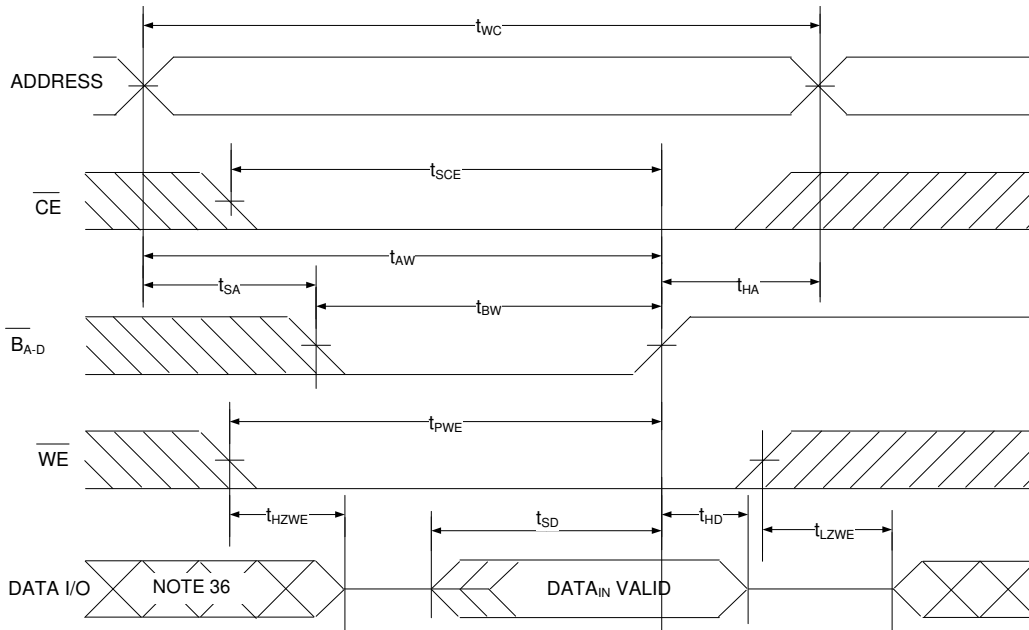 tWC
ADDRESS
tSCE
CE
tAW
tSA
tHA
tBW
BA-D
tPWE
WE
tHZWE
tSD
tHD
tLZWE
DATA I/O
NOTE 36
DATAIN VALID